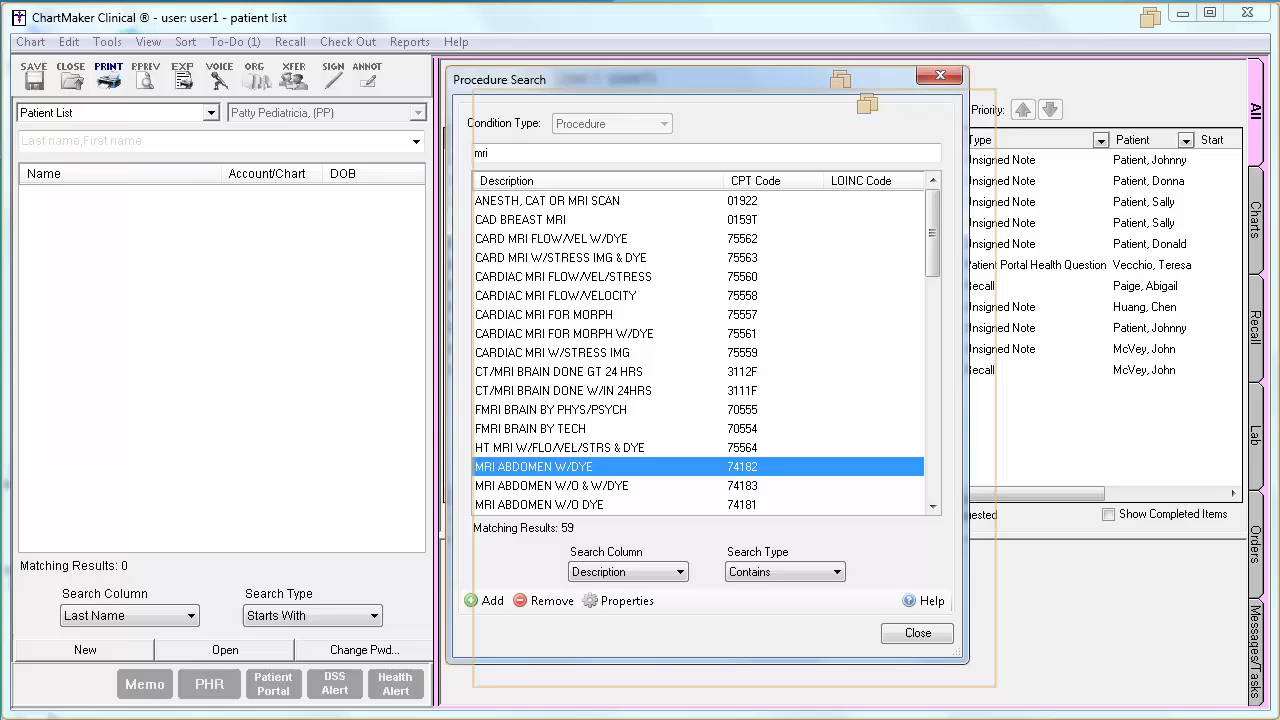 ChartMaker Clinical ® - user: user1 - patient list
Chart Edit Tools View Sort To-Do (1) Recall Check Out Reports Help
SAVE CLOSE PRINT PPREV EXP VOICE ORG XFER SIGN ANNOT
Patient List Patty Pediatricia, (PP)
Last name,First name
Name Account/Chart DOB
Matching Results: 0
Search Column Search Type
Last Name Starts With
New Open Change Pwd...
Memo PHR Patient Portal DSS Alert Health Alert
Procedure Search
Condition Type: Procedure
mri
Description CPT Code LOINC Code
ANESTH, CAT OR MRI SCAN 01922
CAD BREAST MRI 0159T
CARD MRI FLOW/VEL W/DYE 75562
CARD MRI W/STRESS IMG & DYE 75563
CARDIAC MRI FLOW/VEL/STRESS 75560
CARDIAC MRI FLOW/VELOCITY 75558
CARDIAC MRI FOR MORPH 75557
CARDIAC MRI FOR MORPH W/DYE 75561
CARDIAC MRI W/STRESS IMG 75559
CT/MRI BRAIN DONE GT 24 HRS 3112F
CT/MRI BRAIN DONE W/IN 24HRS 3111F
FMRI BRAIN BY PHYS/PSYCH 70555
FMRI BRAIN BY TECH 70554
HT MRI W/FLO/VEL/STRS & DYE 75564
MRI ABDOMEN W/DYE 74182
MRI ABDOMEN W/O & W/DYE 74183
MRI ABDOMEN W/O DYE 74181
Matching Results: 59
Search Column Search Type
Description Contains
Add Remove Properties Help
Close
Priority:
Type Patient Start
Unsigned Note Patient, Johnny
Unsigned Note Patient, Donna
Unsigned Note Patient, Sally
Unsigned Note Patient, Sally
Unsigned Note Patient, Donald
Patient Portal Health Question Vecchio, Teresa
Recall Paige, Abigail
Unsigned Note Huang, Chen
Unsigned Note Patient, Johnny
Unsigned Note McVey, John
Recall McVey, John
Show Completed Items
All
Charts
Recall
Lab
Orders
Messages/Tasks